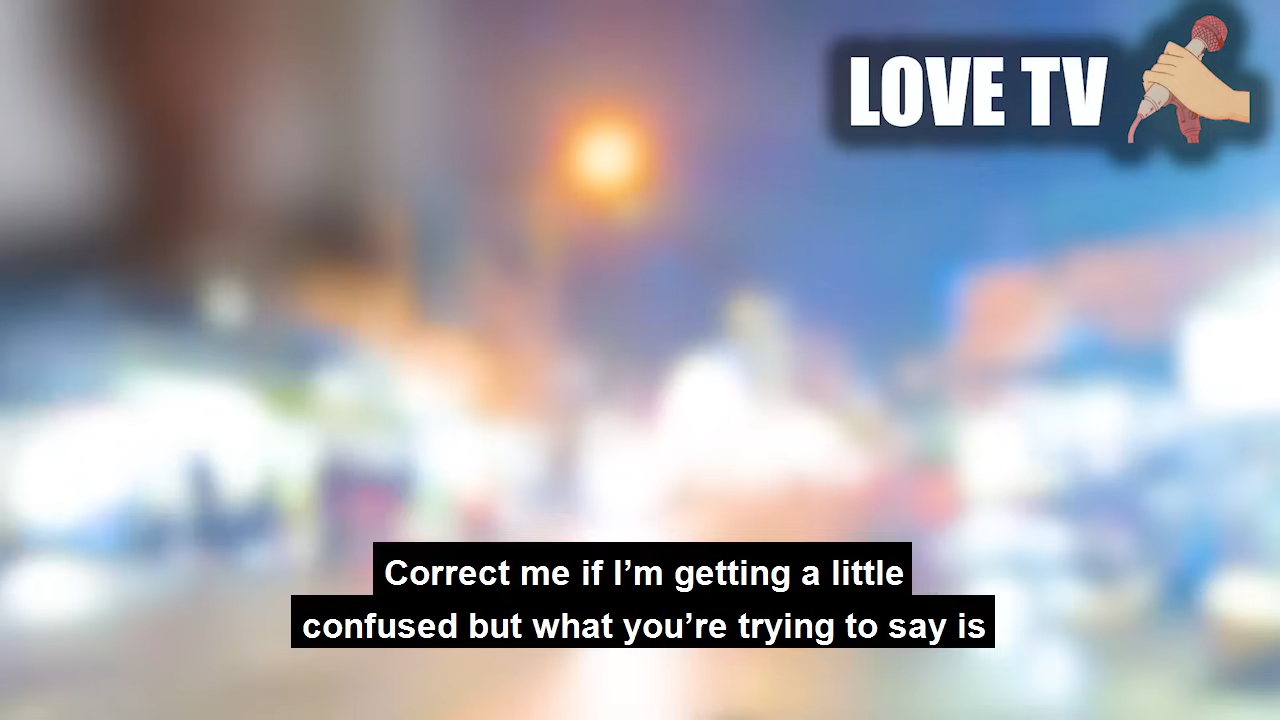 LOVE TV
Correct me if I’m getting a little
confused but what you’re trying to say is